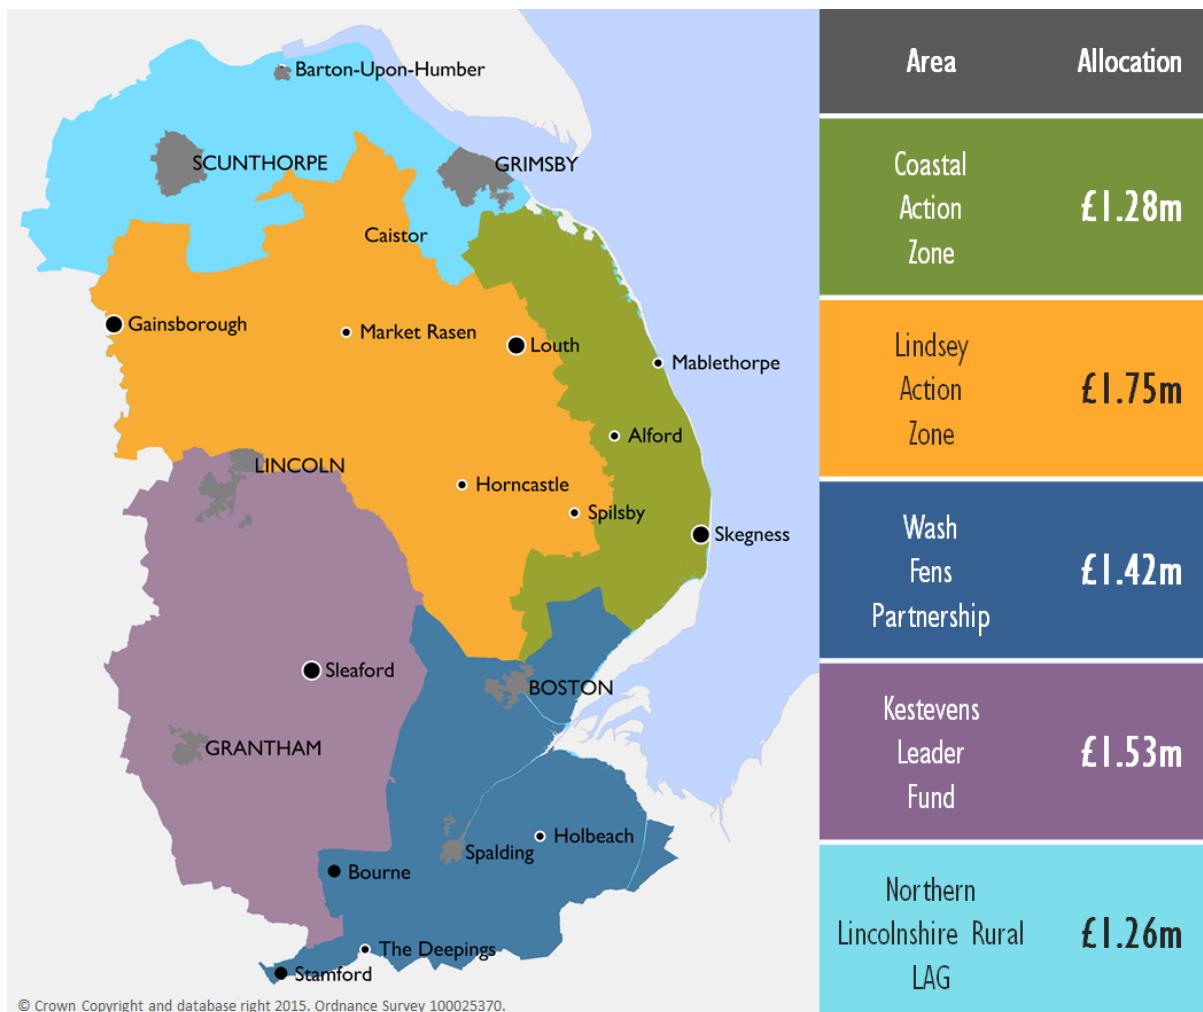 Barton-Upon-Humber
SCUNTHORPE
GRIMSBY
Caistor
Gainsborough
Market Rasen
Louth
Mablethorpe
Alford
LINCOLN
Horncastle
Spilsby
Skegness
Sleaford
BOSTON
GRANTHAM
Holbeach
Spalding
Bourne
The Deepings
Stamford
© Crown Copyright and database right 2015. Ordnance Survey 100025370.
Area Allocation
Coastal
Action £1.28m
Zone
Lindsey
Action £1.75m
Zone
Wash
Fens £1.42m
Partnership
Kestevens
Leader £1.53m
Fund
Northern
Lincolnshire Rural £1.26m
LAG